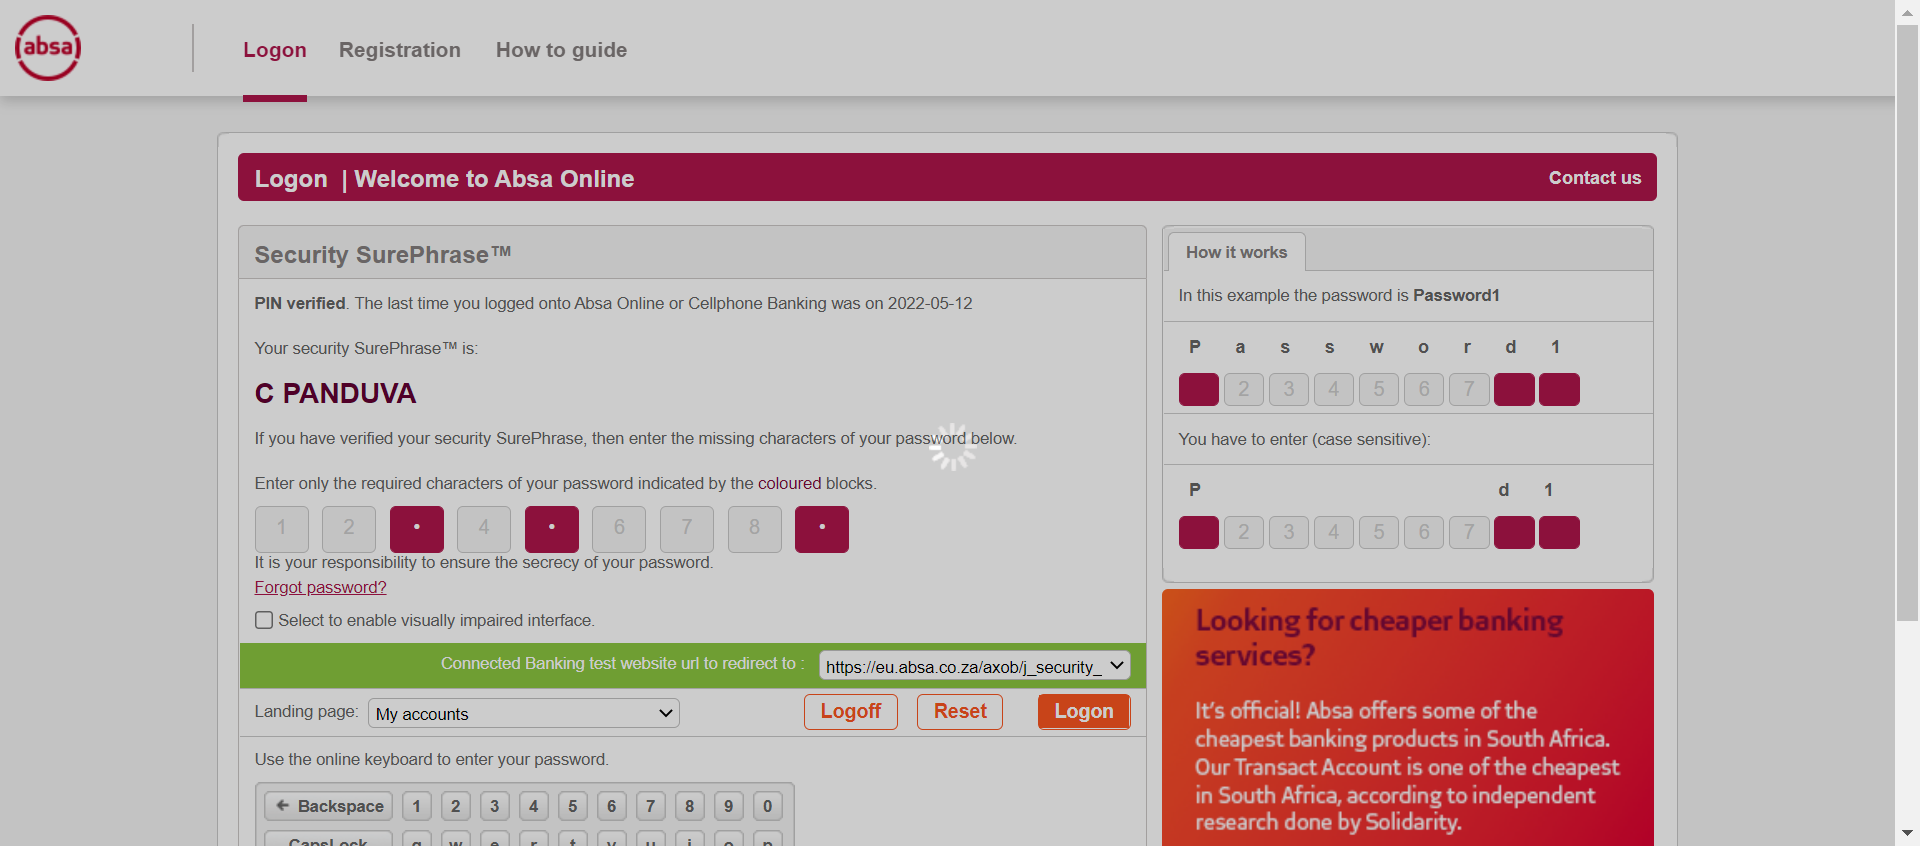 absa
Logon
Registration
How to guide
Logon | Welcome to Absa Online
Contact us
Security SurePhrase™
PIN verified. The last time you logged onto Absa Online or Cellphone Banking was on 2022-05-12
Your security SurePhrase™ is:
C PANDUVA
If you have verified your security SurePhrase, then enter the missing characters of your password below.
Enter only the required characters of your password indicated by the coloured blocks.
1 2 • 4 • 6 7 8 •
It is your responsibility to ensure the secrecy of your password.
Forgot password?
Select to enable visually impaired interface.
Connected Banking test website url to redirect to :
https://eu.absa.co.za/axob/j_security_
Landing page:
My accounts
Logoff
Reset
Logon
Use the online keyboard to enter your password.
Backspace 1 2 3 4 5 6 7 8 9 0
CapsLock q w e r t y u i o p
How it works
In this example the password is Password1
P a s s w o r d 1
2 3 4 5 6 7
You have to enter (case sensitive):
P d 1
2 3 4 5 6 7
Looking for cheaper banking
services?
It's official! Absa offers some of the
cheapest banking products in South Africa.
Our Transact Account is one of the cheapest
in South Africa, according to independent
research done by Solidarity.